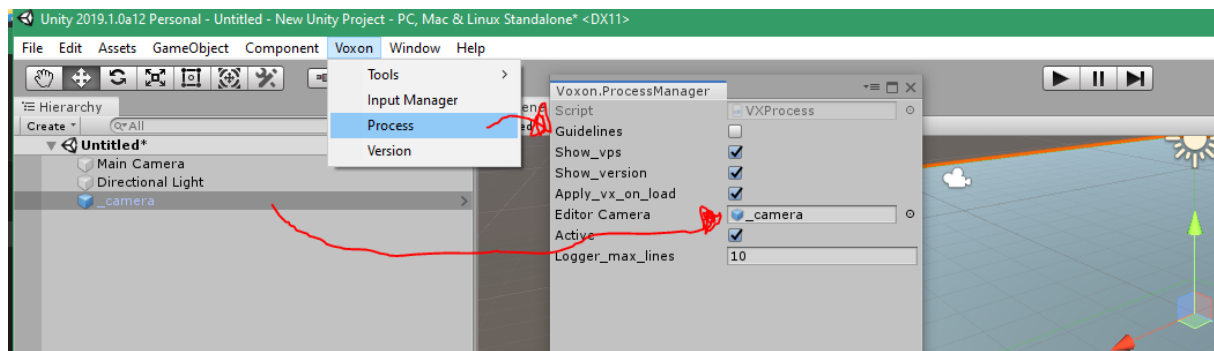 Unity 2019.1.0a12 Personal - Untitled - New Unity Project - PC, Mac & Linux Standalone* <DX11>
File Edit Assets GameObject Component Voxon Window Help
Tools
Input Manager
Process
Version
Hierarchy
Create All
Untitled*
Main Camera
Directional Light
_camera
Voxon.ProcessManager
Script VXProcess
Guidelines
Show_vps
Show_version
Apply_vx_on_load
Editor Camera _camera
Active
Logger_max_lines 10